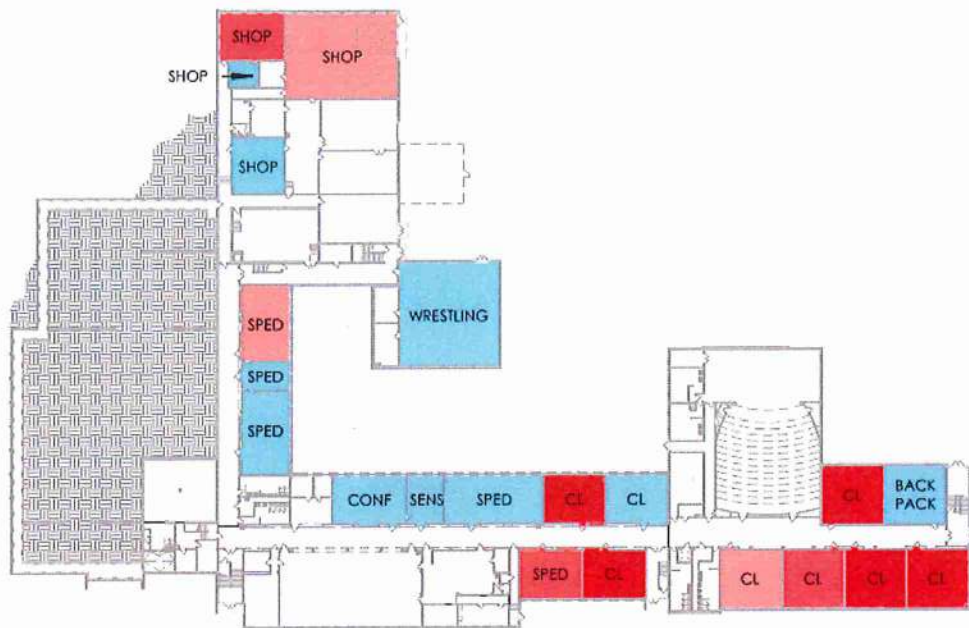 SHOP
SHOP
SHOP
SHOP
WRESTLING
SPED
SPED
SPED
CONF
SENS
SPED
CL
CL
CL
BACK
PACK
SPED
CL
CL
CL
CL
CL